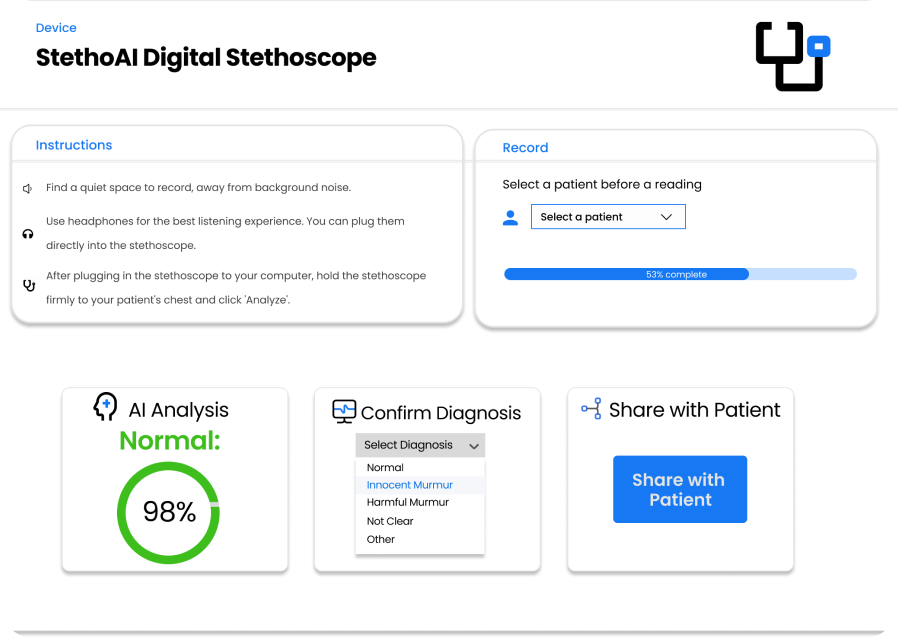 Device
StethoAI Digital Stethoscope
Instructions
Find a quiet space to record, away from background noise.
Use headphones for the best listening experience. You can plug them
directly into the stethoscope.
After plugging in the stethoscope to your computer, hold the stethoscope
firmly to your patient's chest and click 'Analyze'.
Record
Select a patient before a reading
Select a patient
53% complete
AI Analysis
Normal:
98%
Confirm Diagnosis
Select Diagnosis
Normal
Innocent Murmur
Harmful Murmur
Not Clear
Other
Share with Patient
Share with
Patient